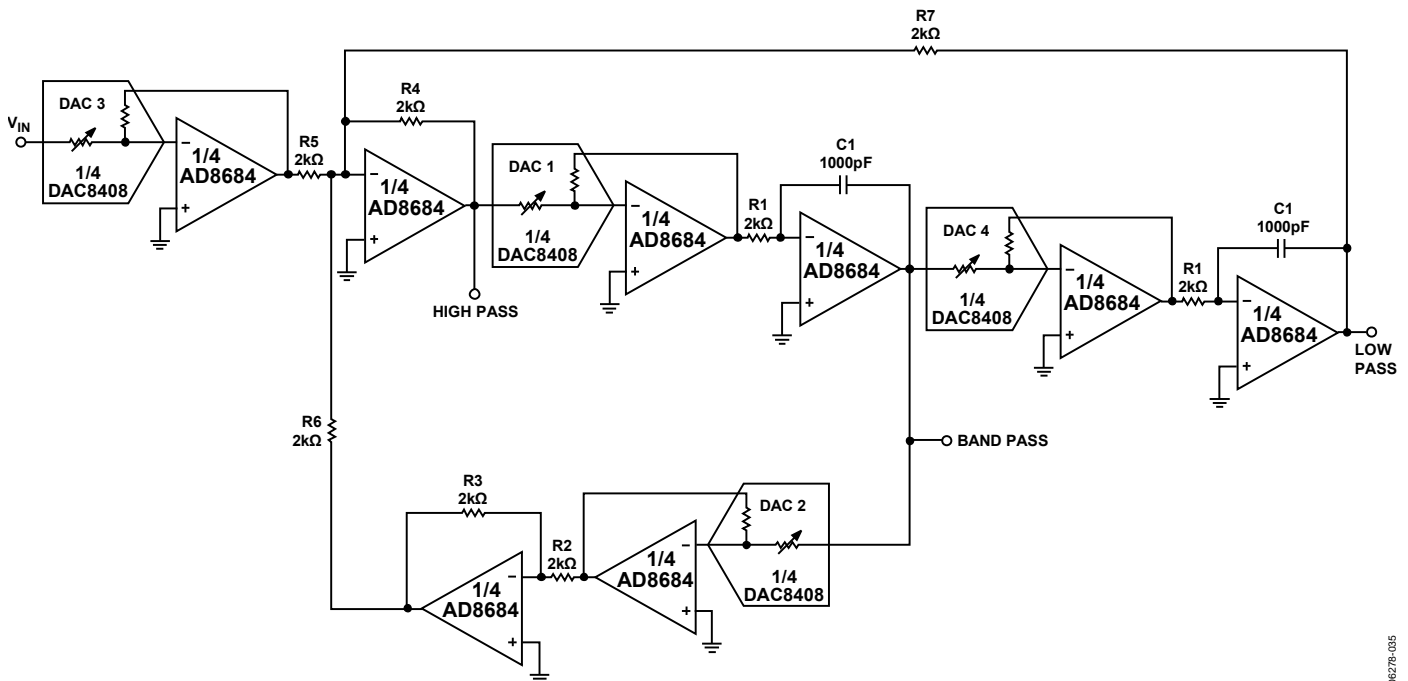 R7
2kΩ
DAC 3
VIN
1/4
DAC8408
–
+
1/4
AD8684
R5
2kΩ
R4
2kΩ
–
+
1/4
AD8684
HIGH PASS
DAC 1
1/4
DAC8408
–
+
1/4
AD8684
R1
2kΩ
C1
1000pF
–
+
1/4
AD8684
DAC 4
1/4
DAC8408
–
+
1/4
AD8684
R1
2kΩ
C1
1000pF
–
+
1/4
AD8684
LOW
PASS
R6
2kΩ
BAND PASS
R3
2kΩ
–
+
1/4
AD8684
R2
2kΩ
–
+
1/4
AD8684
DAC 2
1/4
DAC8408
06278-035